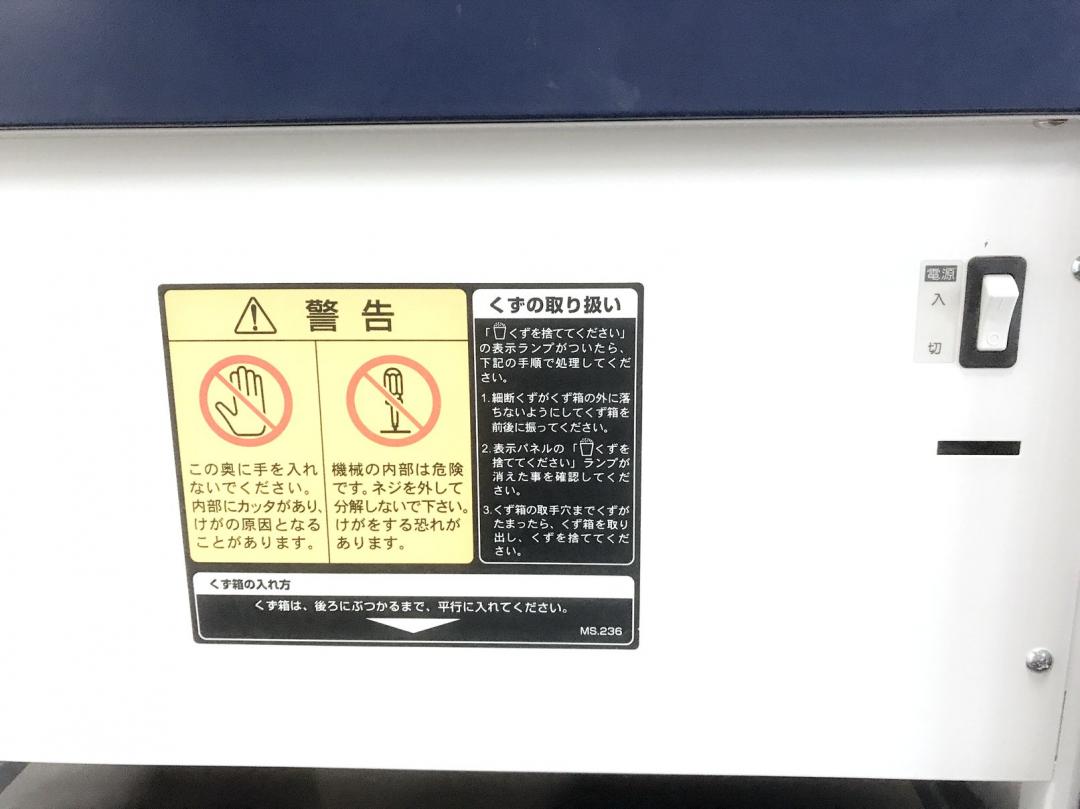 警告
この奥に手を入れ
ないでください。
内部にカッタがあり、
けがの原因となる
ことがあります。
機械の内部は危険
です。ネジを外して
分解しないで下さい。
けがをする恐れが
あります。
くずの取り扱い
「くずを捨ててください」
の表示ランプがついたら、
下記の手順で処理してくだ
さい。
1.細断くずがくず箱の外に落
ちないようにしてくず箱を
前後に振ってください。
2.表示パネルの「くずを
捨ててください」ランプが
消えた事を確認してくだ
さい。
3.くず箱の取手穴までくずが
たまったら、くず箱を取り
出し、くずを捨ててくだ
さい。
くず箱の入れ方
くず箱は、後ろにぶつかるまで、平行に入れてください。
MS.236
電源
入
切